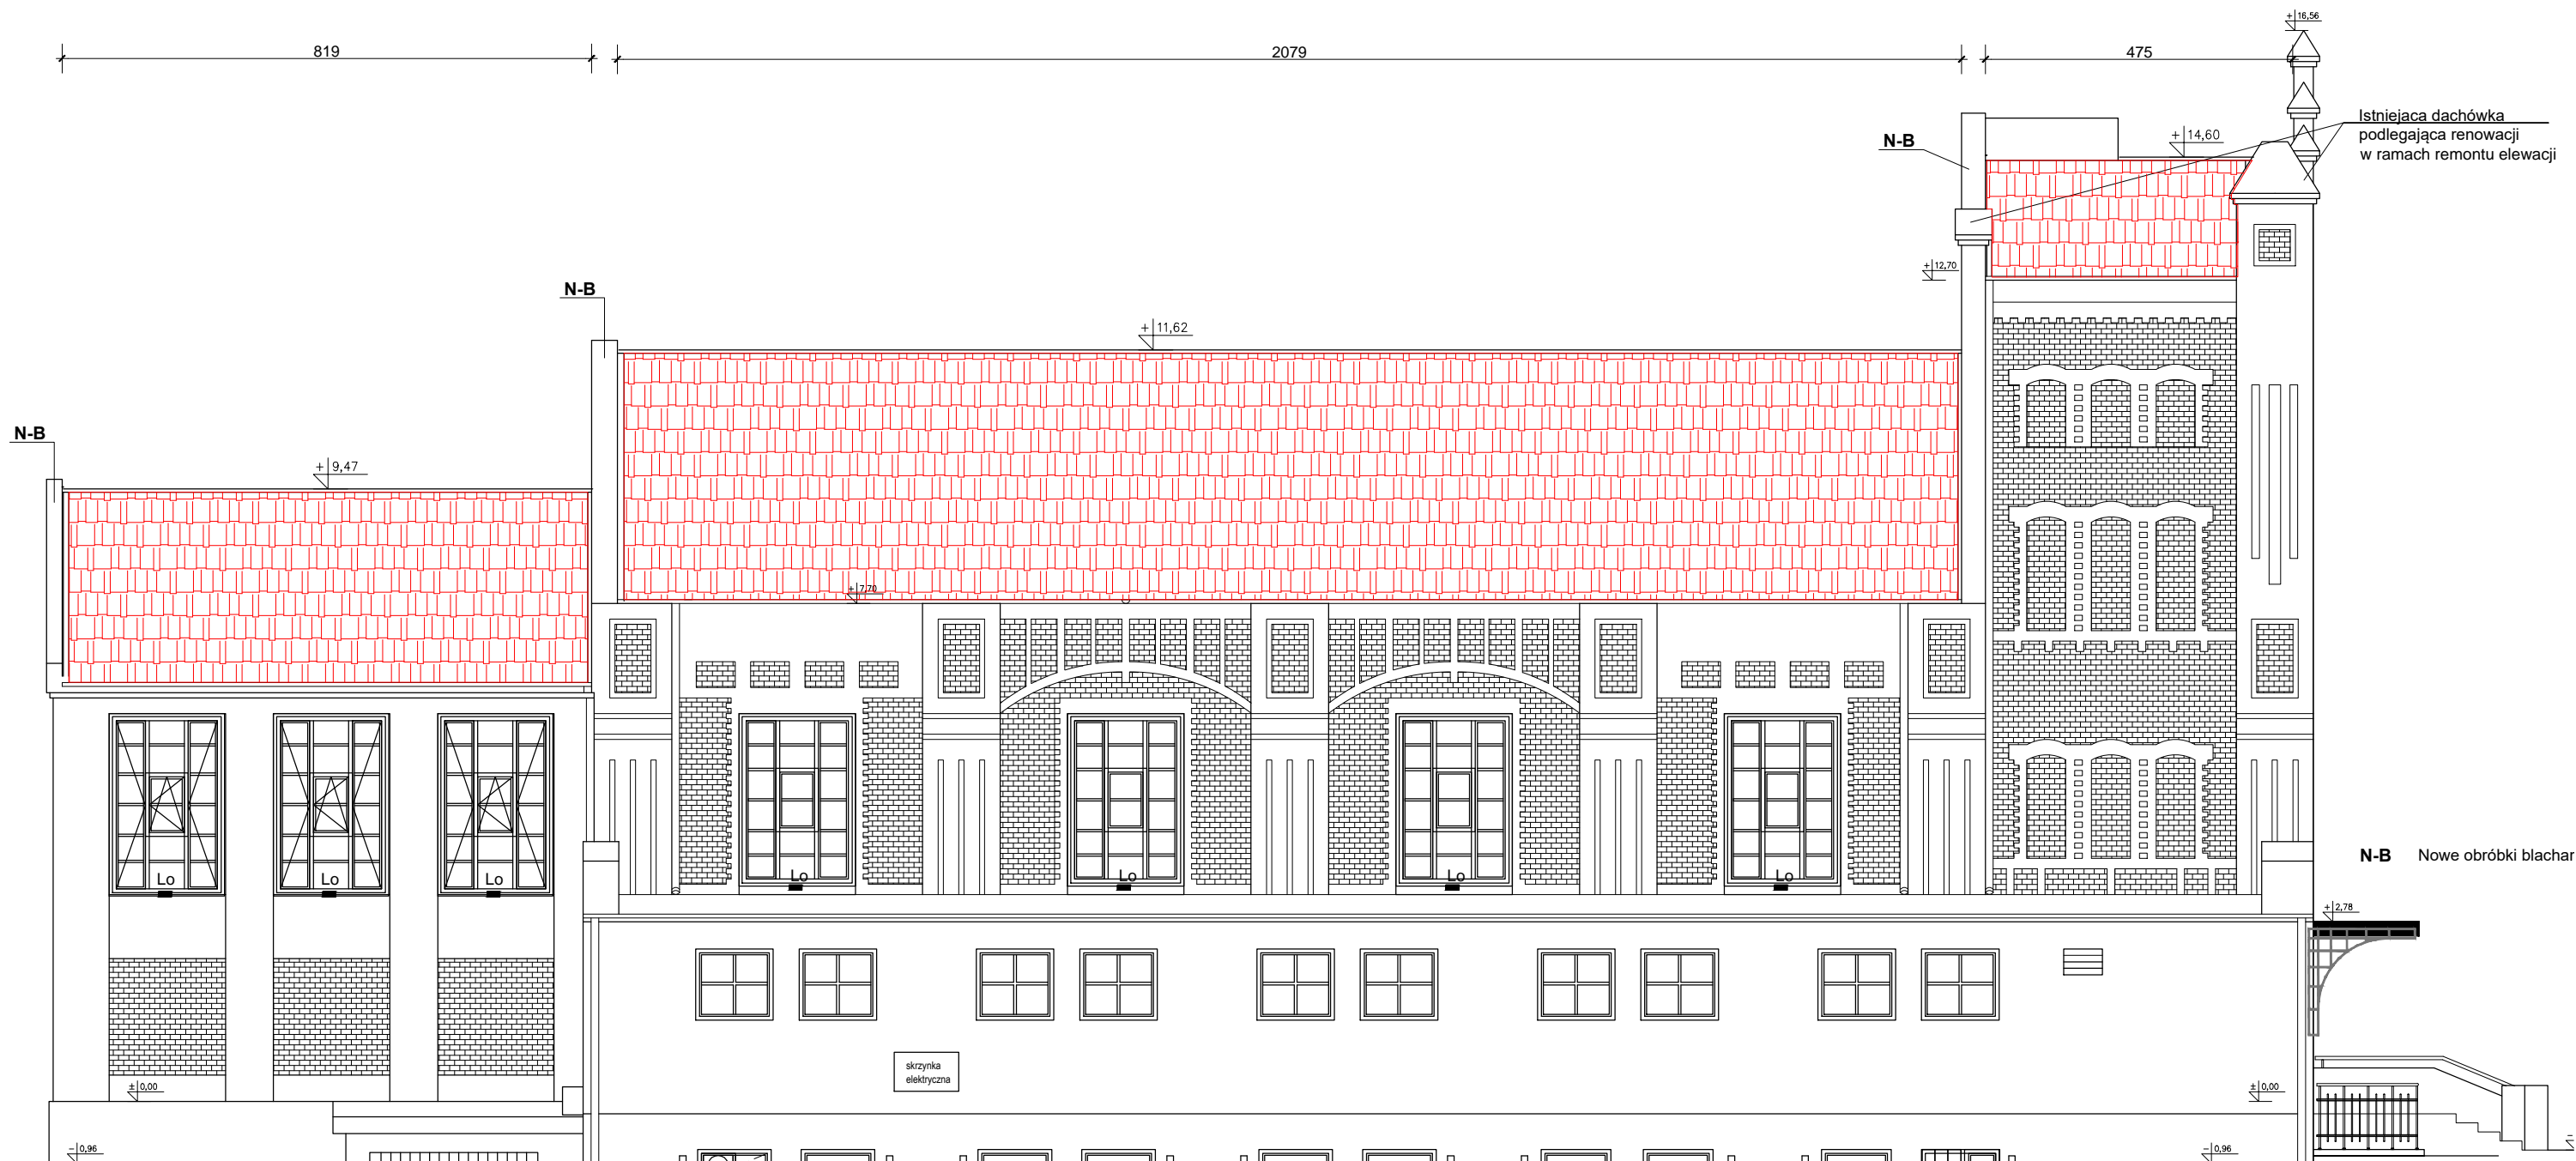 +16,56
819
2079
475
Istniejaca dachówka
podlegająca renowacji
w ramach remontu elewacji
N-B
+14,60
+12,70
N-B
+11,62
N-B
+9,47
+7,70
Lo
Lo
Lo
Lo
Lo
Lo
Lo
N-B Nowe obróbki blachar
+2,78
skrzynka
elektryczna
±0,00
±0,00
-0,96
-0,96